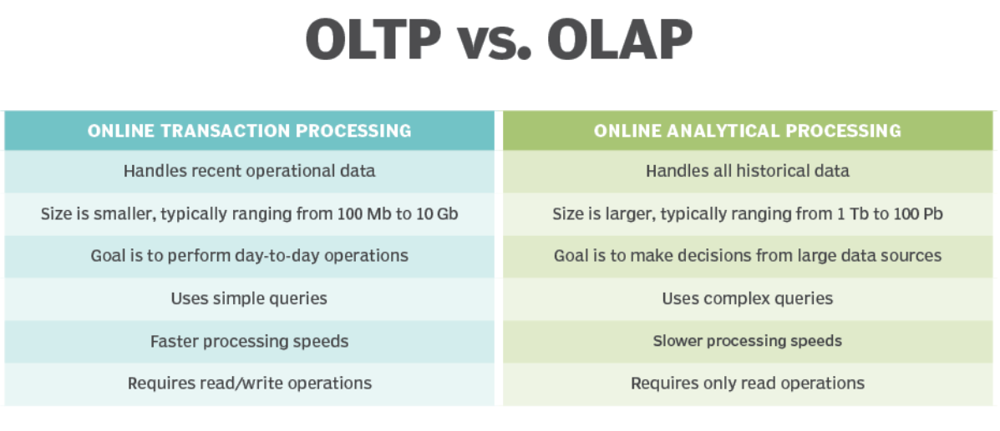 OLTP vs. OLAP
ONLINE TRANSACTION PROCESSING
ONLINE ANALYTICAL PROCESSING
Handles recent operational data
Handles all historical data
Size is smaller, typically ranging from 100 Mb to 10 Gb
Size is larger, typically ranging from 1 Tb to 100 Pb
Goal is to perform day-to-day operations
Goal is to make decisions from large data sources
Uses simple queries
Uses complex queries
Faster processing speeds
Slower processing speeds
Requires read/write operations
Requires only read operations